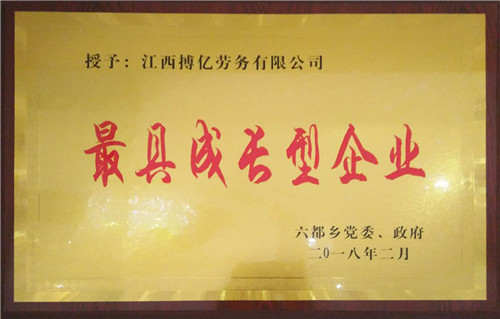 授予：江西搏亿劳务有限公司
最具成长型企业
六都乡党委、政府
二0一八年二月